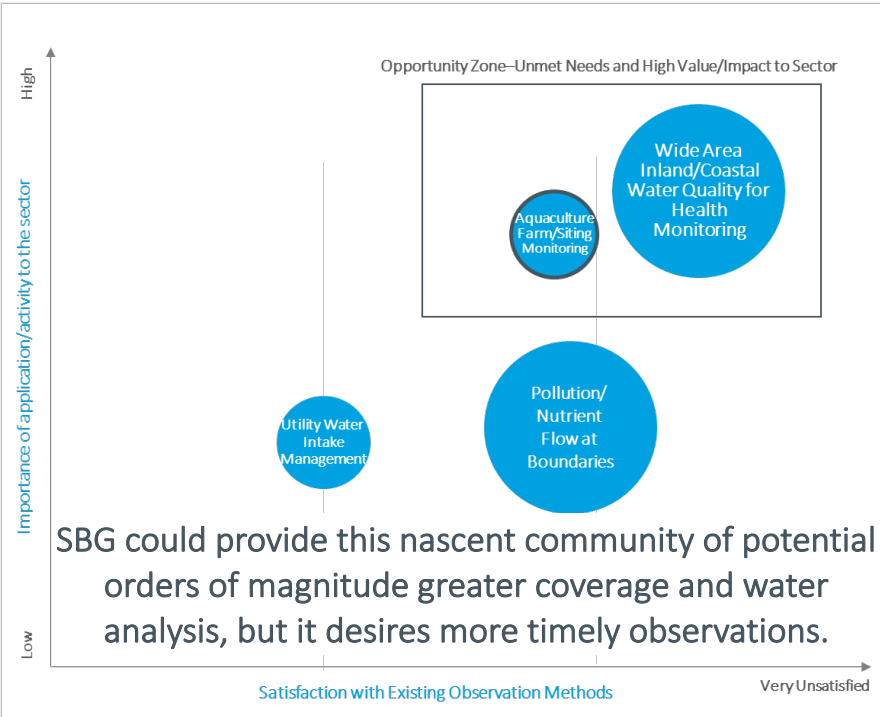 Opportunity Zone–Unmet Needs and High Value/Impact to Sector
High
Importance of application/activity to the sector
Low
Wide Area
Inland/Coastal
Water Quality for
Health
Monitoring
Aquaculture
Farm/Siting
Monitoring
Pollution/
Nutrient
Flow at
Boundaries
Utility Water
Intake
Management
SBG could provide this nascent community of potential
orders of magnitude greater coverage and water
analysis, but it desires more timely observations.
Satisfaction with Existing Observation Methods
Very Unsatisfied